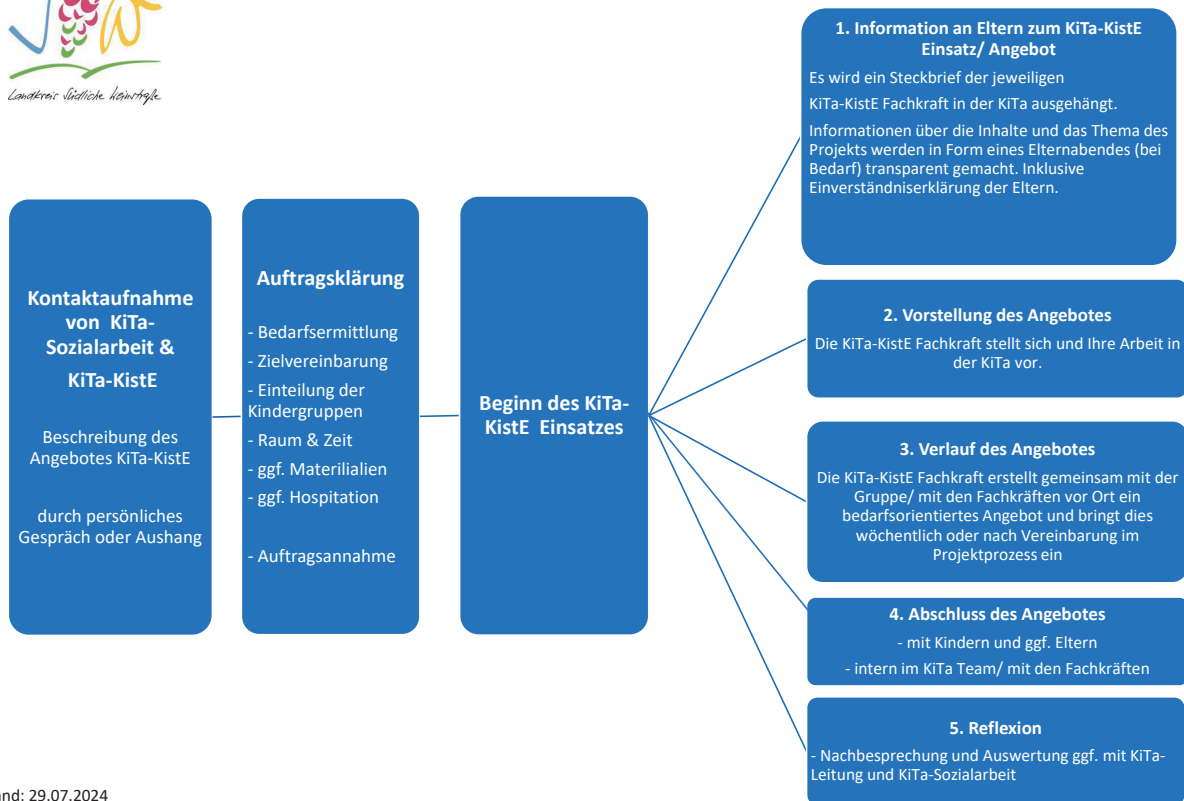 Landkreis Südliche Weinstraße
Kontaktaufnahme
von KiTa-
Sozialarbeit &
KiTa-KistE
Beschreibung des
Angebotes KiTa-KistE
durch persönliches
Gespräch oder Aushang
Auftragsklärung
- Bedarfsermittlung
- Zielvereinbarung
- Einteilung der
Kindergruppen
- Raum & Zeit
- ggf. Materilialien
- ggf. Hospitation
- Auftragsannahme
Beginn des KiTa-
KistE Einsatzes
1. Information an Eltern zum KiTa-KistE
Einsatz/ Angebot
Es wird ein Steckbrief der jeweiligen
KiTa-KistE Fachkraft in der KiTa ausgehängt.
Informationen über die Inhalte und das Thema des
Projekts werden in Form eines Elternabendes (bei
Bedarf) transparent gemacht. Inklusive
Einverständniserklärung der Eltern.
2. Vorstellung des Angebotes
Die KiTa-KistE Fachkraft stellt sich und Ihre Arbeit in
der KiTa vor.
3. Verlauf des Angebotes
Die KiTa-KistE Fachkraft erstellt gemeinsam mit der
Gruppe/ mit den Fachkräften vor Ort ein
bedarfsorientiertes Angebot und bringt dies
wöchentlich oder nach Vereinbarung im
Projektprozess ein
4. Abschluss des Angebotes
- mit Kindern und ggf. Eltern
- intern im KiTa Team/ mit den Fachkräften
5. Reflexion
- Nachbesprechung und Auswertung ggf. mit KiTa-
Leitung und KiTa-Sozialarbeit
and: 29.07.2024